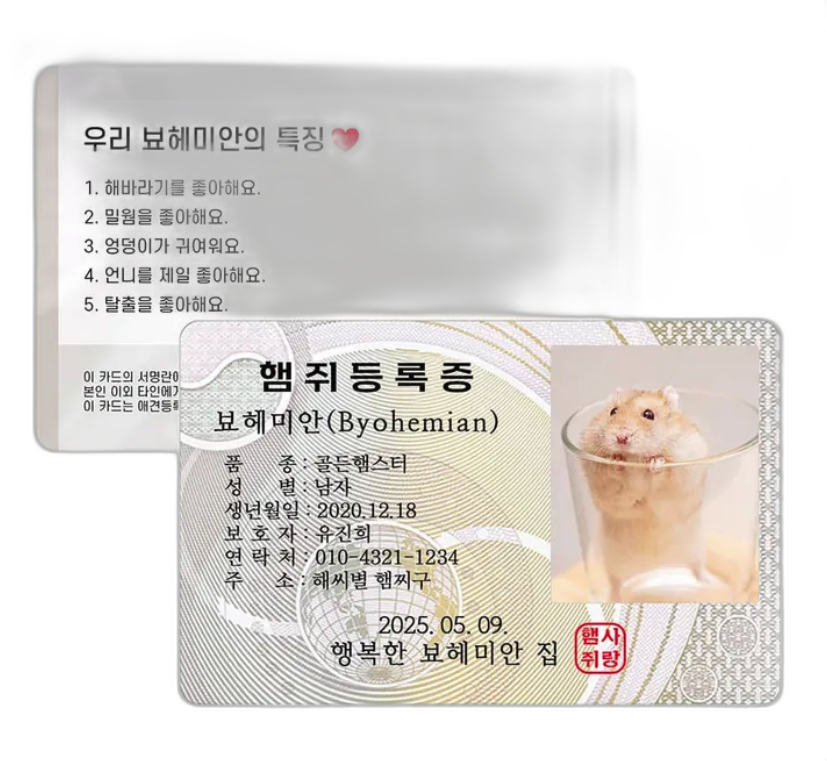 우리 뵤헤미안의 특징❤
1. 해바라기를 좋아해요.
2. 밀웜을 좋아해요.
3. 엉덩이가 귀여워요.
4. 언니를 제일 좋아해요.
5. 탈출을 좋아해요.
이 카드의 서명란에
본인 이외 타인에게
이 카드는 애견등록
햄쥐등록증
뵤헤미안(Byohemian)
품 종 : 골든햄스터
성 별 : 남자
생년월일 : 2020.12.18
보 호 자 : 유진희
연 락 처 : 010-4321-1234
주 소 : 해씨별 햄찌구
2025. 05. 09.
행복한 뵤헤미안 집
햄사
쥐랑